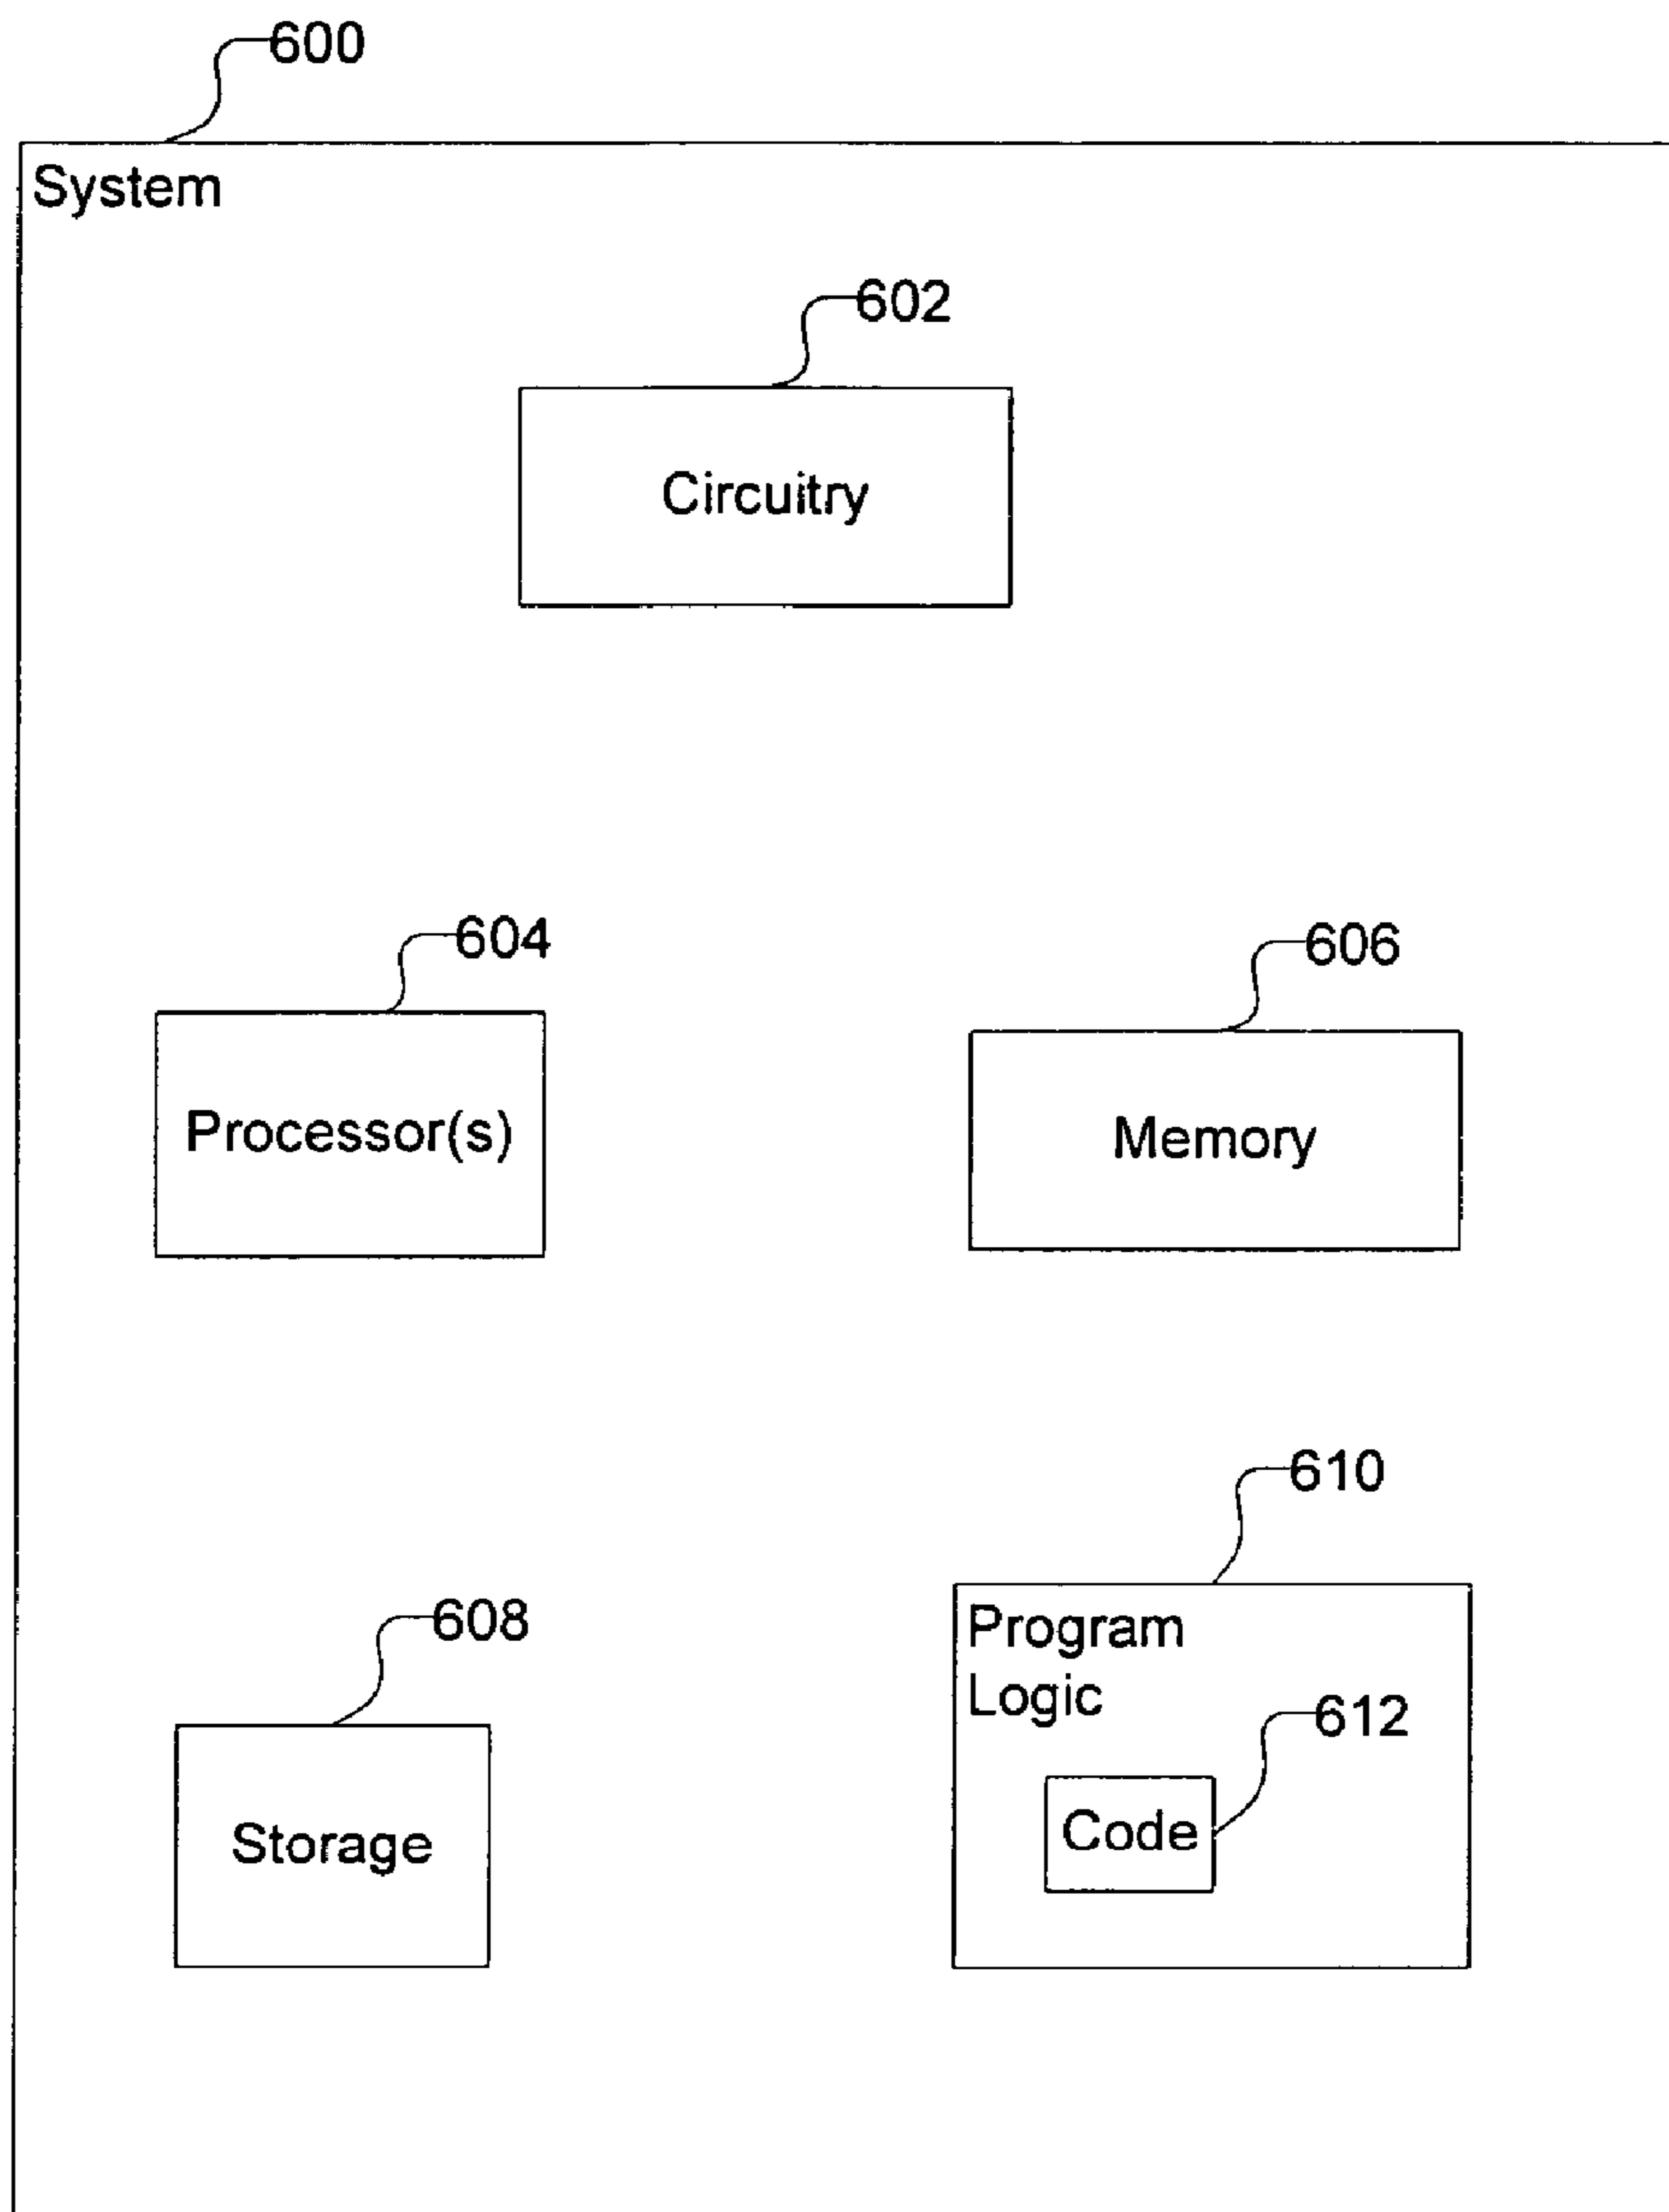 600
System
602
Circuitry
604
606
Processor(s)
Memory
610
608
Program
Logic
612
Code
Storage